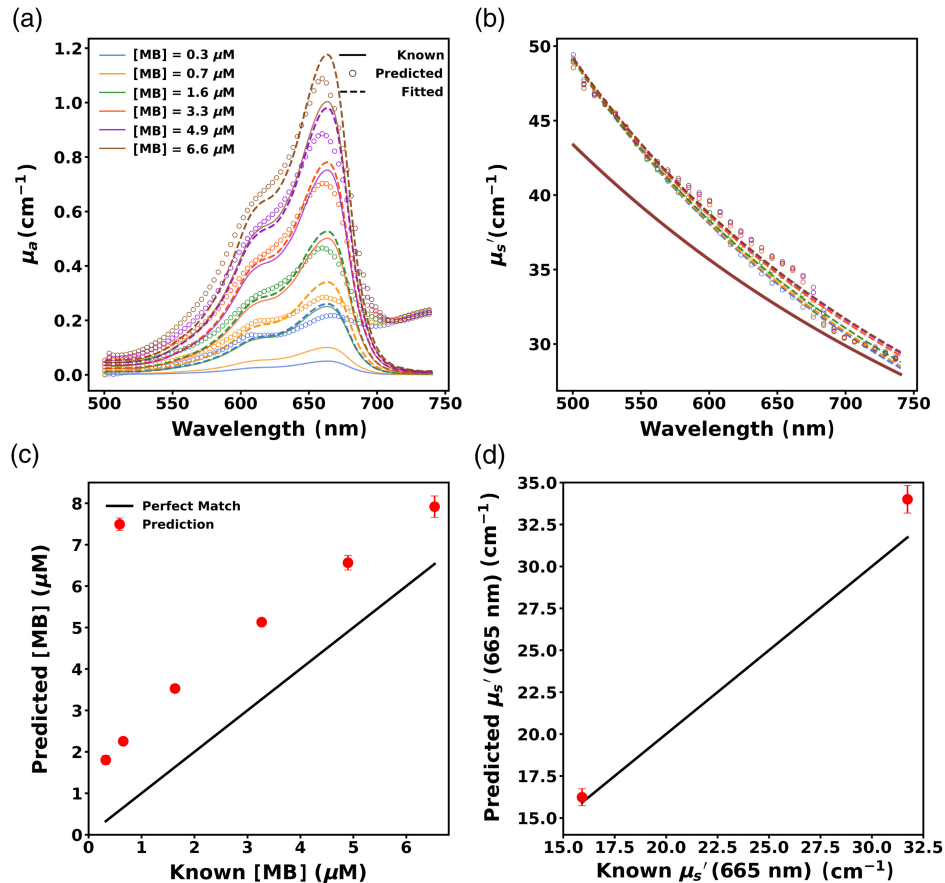 (a)
(b)
1.2
1.0
0.8
0.6
0.4
0.2
0.0
μa(cm−1)
[MB] = 0.3 μM
[MB] = 0.7 μM
[MB] = 1.6 μM
[MB] = 3.3 μM
[MB] = 4.9 μM
[MB] = 6.6 μM
Known
Predicted
Fitted
500 550 600 650 700 750
Wavelength (nm)
50
45
40
35
30
μs′(cm−1)
500 550 600 650 700 750
Wavelength (nm)
(c)
(d)
8
7
6
5
4
3
2
1
0
Predicted [MB] (μM)
Perfect Match
Prediction
0 1 2 3 4 5 6
Known [MB] (μM)
35.0
32.5
30.0
27.5
25.0
22.5
20.0
17.5
15.0
Predicted μs′(665 nm) (cm−1)
15.0 17.5 20.0 22.5 25.0 27.5 30.0 32.5
Known μs′(665 nm) (cm−1)